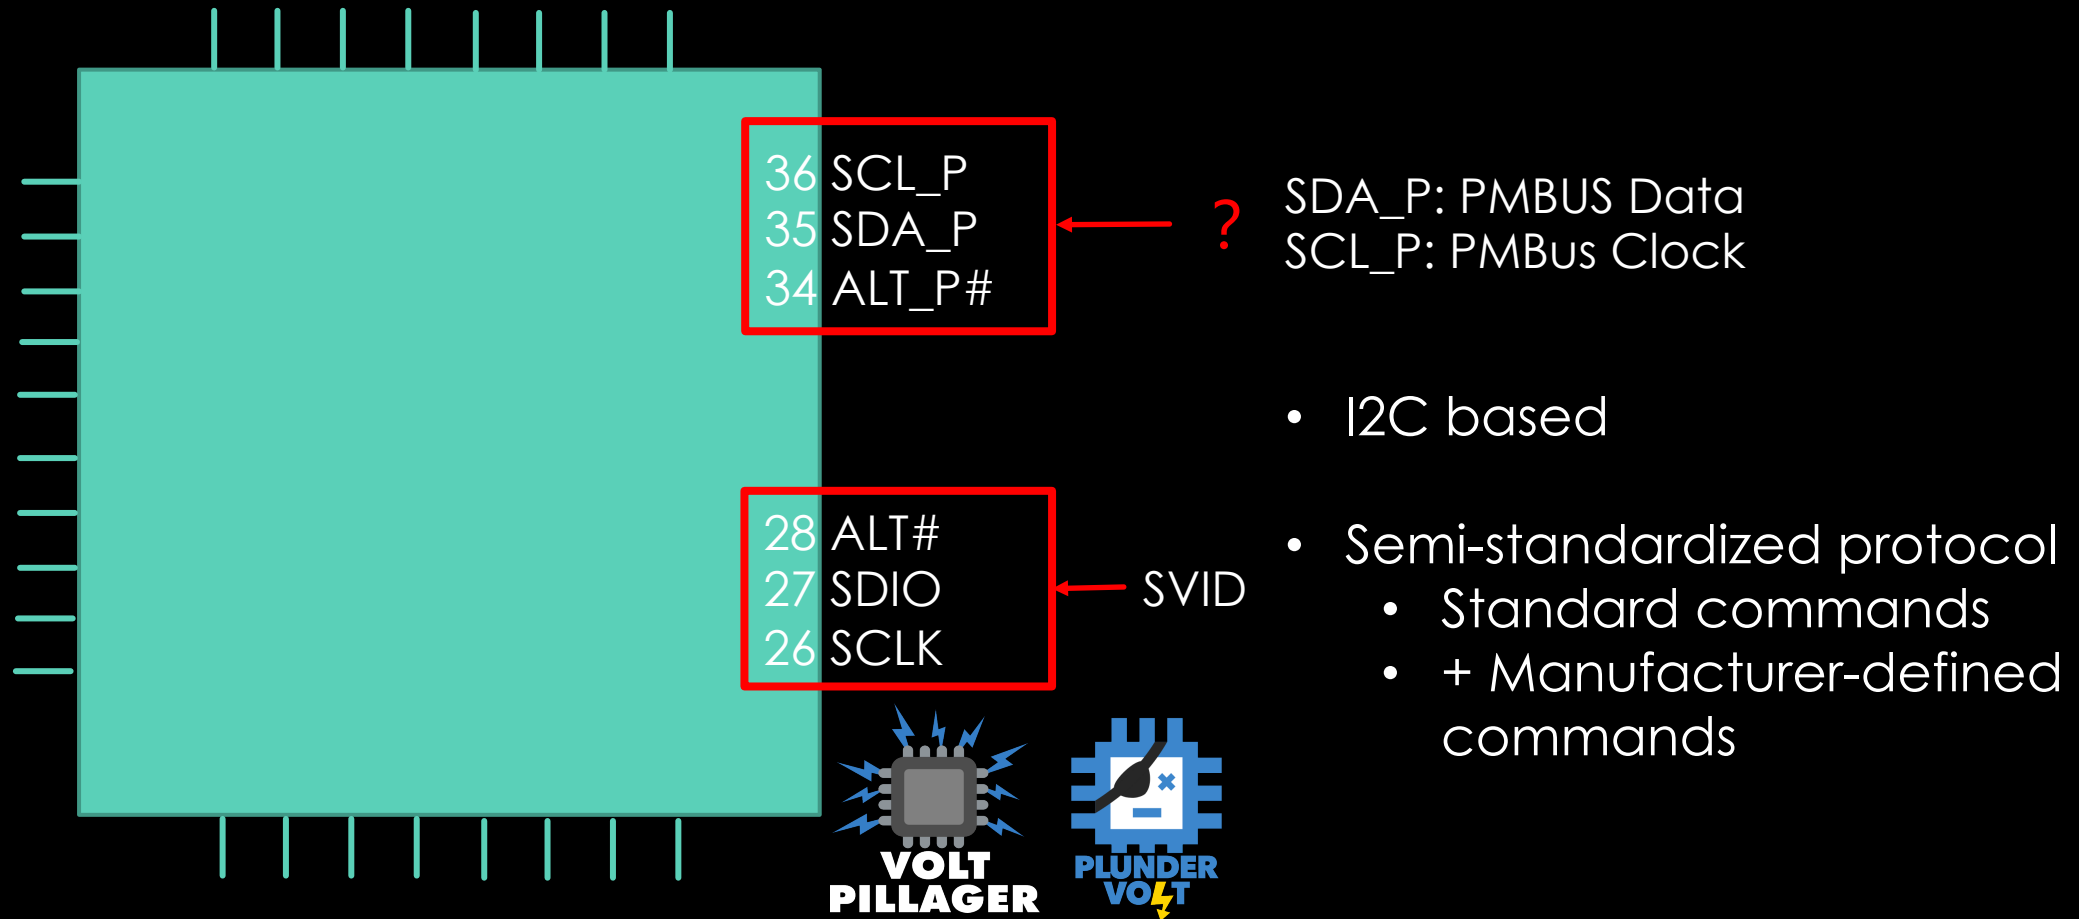 36 SCL_P
35 SDA_P
34 ALT_P#
?
SDA_P: PMBUS Data
SCL_P: PMBus Clock
• I2C based
• Semi-standardized protocol
• Standard commands
• + Manufacturer-defined
commands
28 ALT#
27 SDIO
26 SCLK
SVID
VOLT
PILLAGER
PLUNDER
VOLT